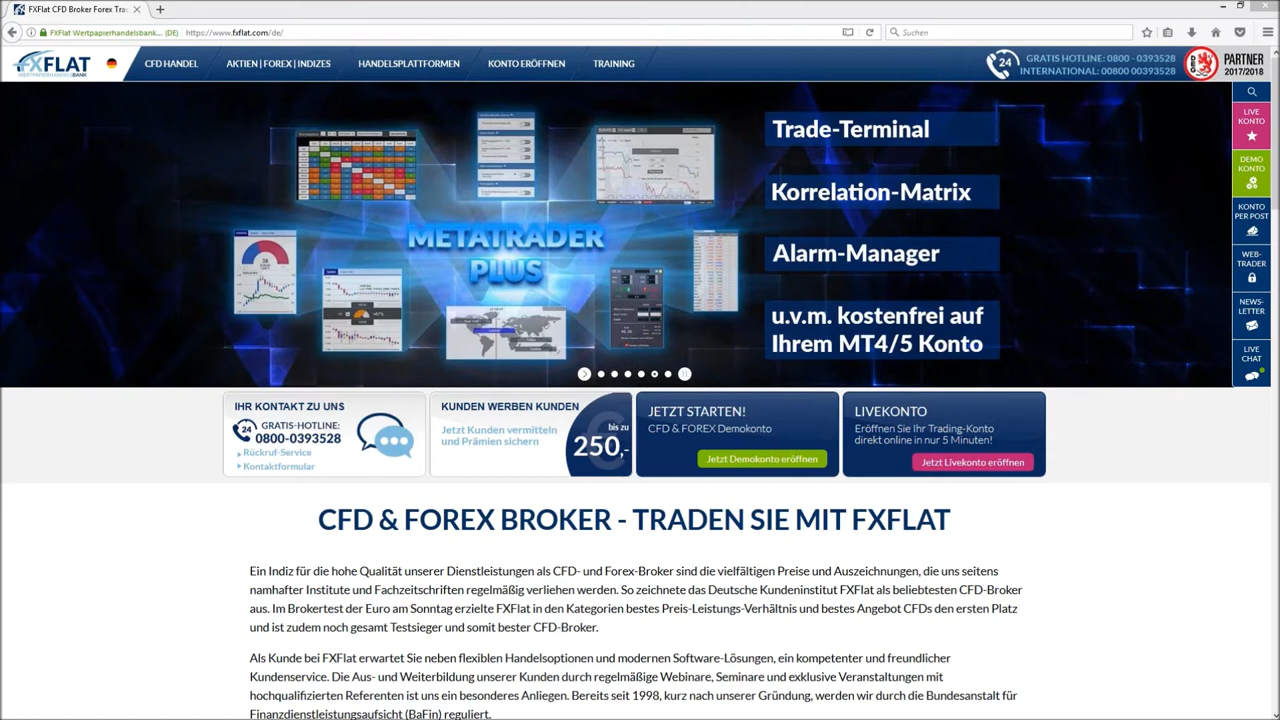 FXFlat CFD Broker Forex Tra
FXFlat Wertpapierhandelsbank... (DE)
https://www.fxflat.com/de/
Suchen
FXFLAT
WERTPAPIERHANDELSBANK
CFD HANDEL
AKTIEN | FOREX | INDIZES
HANDELSPLATTFORMEN
KONTO ERÖFFNEN
TRAINING
24
GRATIS HOTLINE: 0800 - 0393528
INTERNATIONAL: 00800 00393528
PARTNER
2017/2018
LIVE
KONTO
DEMO
KONTO
KONTO
PER POST
WEB-
TRADER
NEWS-
LETTER
LIVE
CHAT
METATRADER
PLUS
Trade-Terminal
Korrelation-Matrix
Alarm-Manager
u.v.m. kostenfrei auf
Ihrem MT4/5 Konto
IHR KONTAKT ZU UNS
24
GRATIS-HOTLINE:
0800-0393528
Rückruf-Service
Kontaktformular
KUNDEN WERBEN KUNDEN
Jetzt Kunden vermitteln
und Prämien sichern
bis zu
250,-
JETZT STARTEN!
CFD & FOREX Demokonto
Jetzt Demokonto eröffnen
LIVEKONTO
Eröffnen Sie Ihr Trading-Konto
direkt online in nur 5 Minuten!
Jetzt Livekonto eröffnen
CFD & FOREX BROKER - TRADEN SIE MIT FXFLAT
Ein Indiz für die hohe Qualität unserer Dienstleistungen als CFD- und Forex-Broker sind die vielfältigen Preise und Auszeichnungen, die uns seitens
namhafter Institute und Fachzeitschriften regelmäßig verliehen werden. So zeichnete das Deutsche Kundeninstitut FXFlat als beliebtesten CFD-Broker
aus. Im Brokertest der Euro am Sonntag erzielte FXFlat in den Kategorien bestes Preis-Leistungs-Verhältnis und bestes Angebot CFDs den ersten Platz
und ist zudem noch gesamt Testsieger und somit bester CFD-Broker.
Als Kunde bei FXFlat erwartet Sie neben flexiblen Handelsoptionen und modernen Software-Lösungen, ein kompetenter und freundlicher
Kundenservice. Die Aus- und Weiterbildung unserer Kunden durch regelmäßige Webinare, Seminare und exklusive Veranstaltungen mit
hochqualifizierten Referenten ist uns ein besonderes Anliegen. Bereits seit 1998, kurz nach unserer Gründung, werden wir durch die Bundesanstalt für
Finanzdienstleistungsaufsicht (BaFin) reguliert.